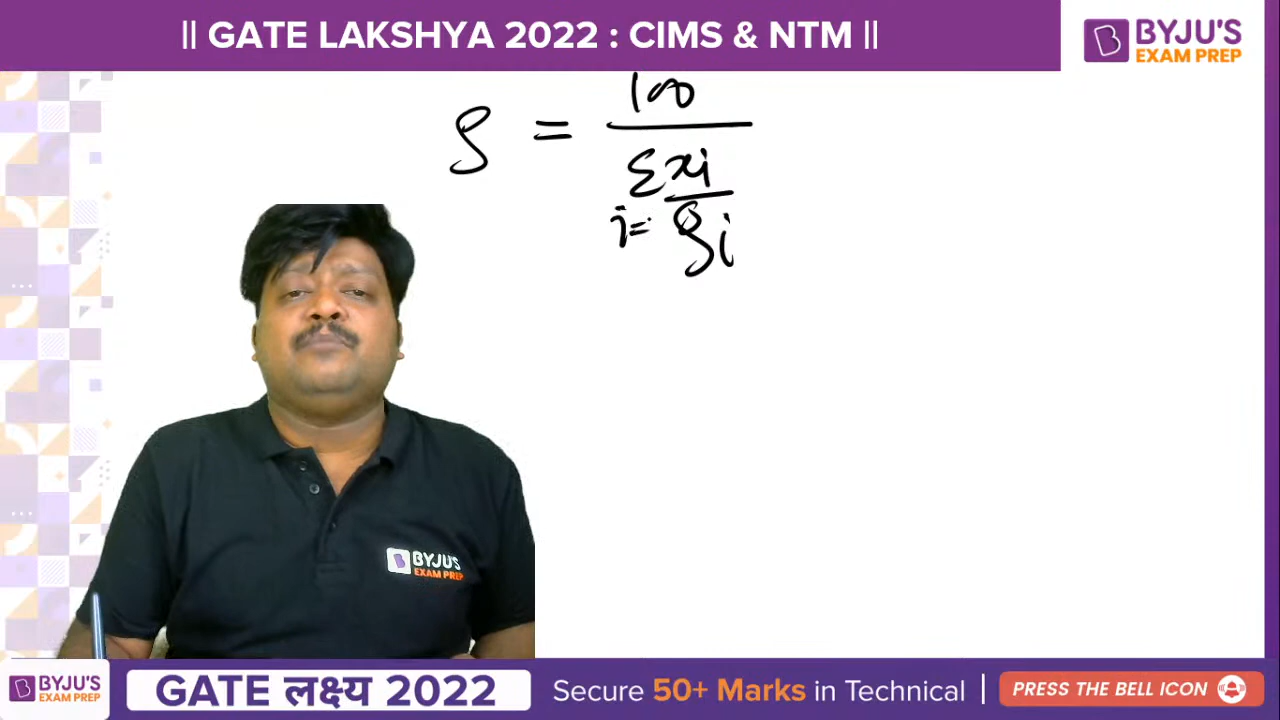 || GATE LAKSHYA 2022 : CIMS & NTM ||
BYJU'S
EXAM PREP
ρ = 100 / Σ xi / ρi
i=
BYJU'S
EXAM PREP
BYJU'S
EXAM PREP
GATE लक्ष्य 2022
Secure 50+ Marks in Technical
PRESS THE BELL ICON